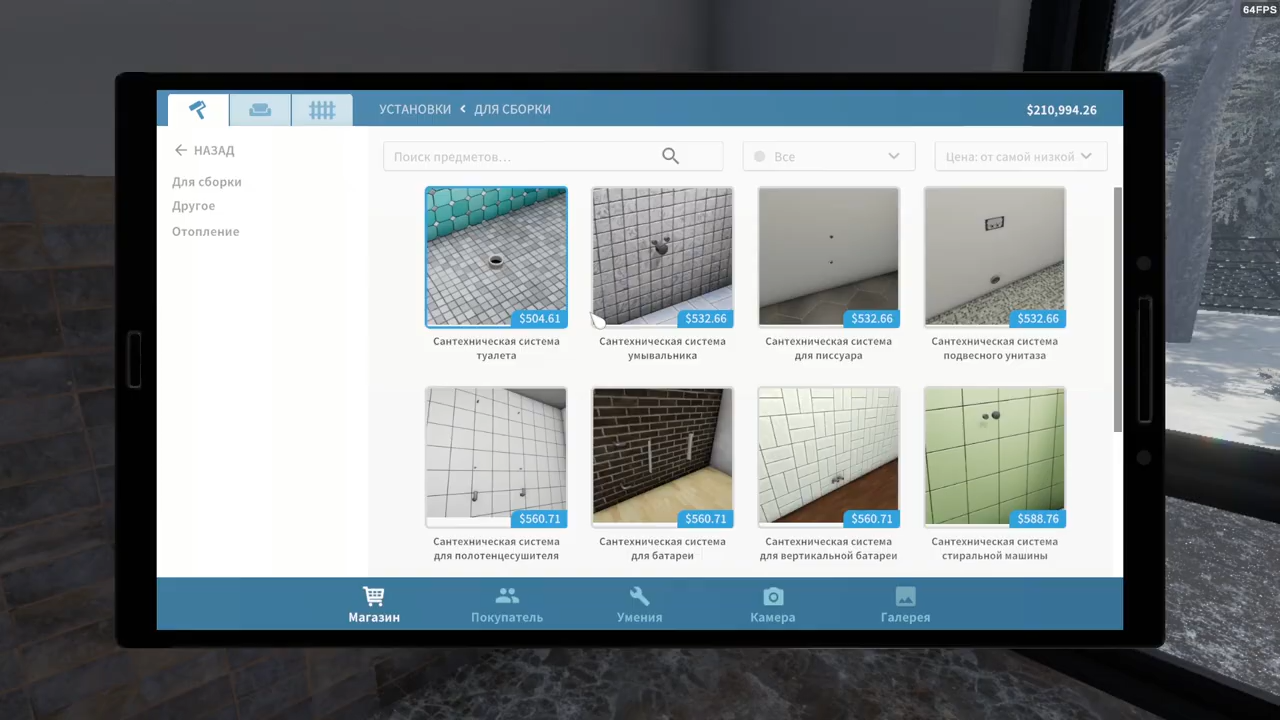 64FPS
УСТАНОВКИ < ДЛЯ СБОРКИ
$210,994.26
НАЗАД
Для сборки
Другое
Отопление
Поиск предметов...
Все
Цена: от самой низкой
$504.61
$532.66
$532.66
$532.66
Сантехническая система
туалета
Сантехническая система
умывальника
Сантехническая система
для писсуара
Сантехническая система
подвесного унитаза
$560.71
$560.71
$560.71
$588.76
Сантехническая система
для полотенцесушителя
Сантехническая система
для батареи
Сантехническая система
для вертикальной батареи
Сантехническая система
стиральной машины
Магазин
Покупатель
Умения
Камера
Галерея